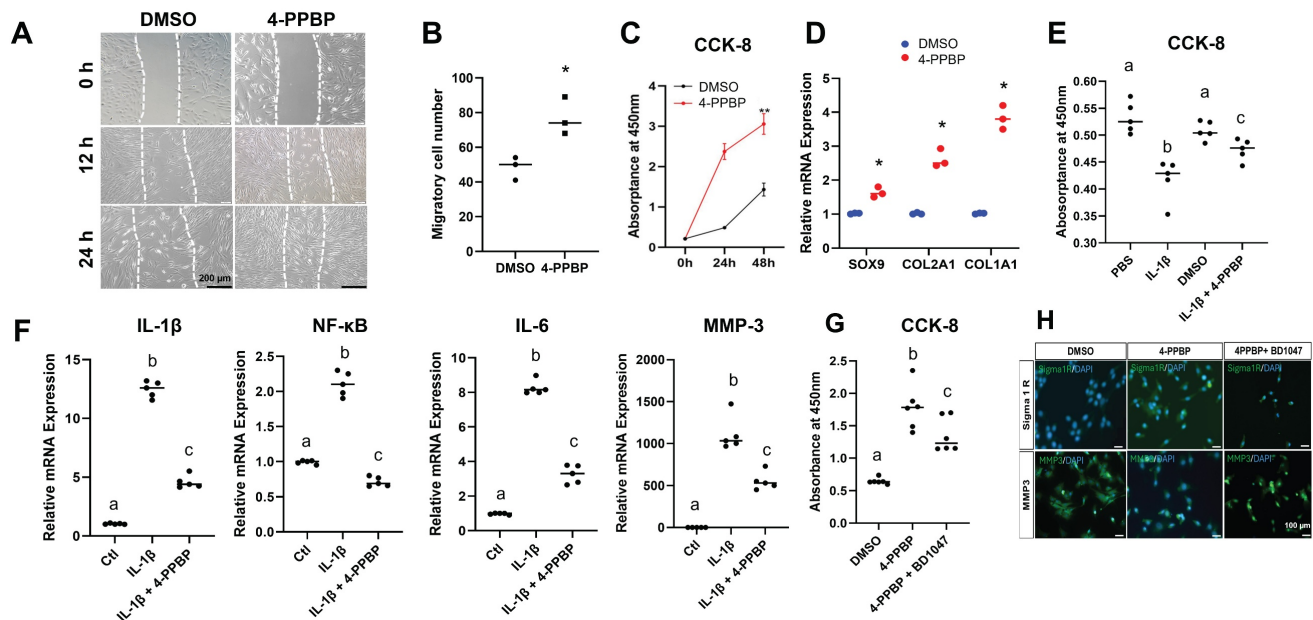 A
DMSO
4-PPBP
0 h
12 h
24 h
200 μm
B
Migratory cell number
100
80
60
40
20
0
*
DMSO
4-PPBP
C
CCK-8
DMSO
4-PPBP
Absorptance at 450nm
4
3
2
1
0
**
0h
24h
48h
D
DMSO
4-PPBP
Relative mRNA Expression
5
4
3
2
1
0
*
*
*
SOX9
COL2A1
COL1A1
E
CCK-8
Abosorptance at 450nm
0.60
0.55
0.50
0.45
0.40
0.35
0.30
a
b
a
c
PBS
IL-1β
DMSO
IL-1β + 4-PPBP
F
IL-1β
Relative mRNA Expression
15
10
5
0
a
b
c
Ctl
IL-1β
IL-1β + 4-PPBP
NF-κB
Relative mRNA Expression
2.5
2.0
1.5
1.0
0.5
0.0
a
b
c
Ctl
IL-1β
IL-1β + 4-PPBP
IL-6
Relative mRNA Expression
10
8
6
4
2
0
a
b
c
Ctl
IL-1β
IL-1β + 4-PPBP
MMP-3
Relative mRNA Expression
2000
1500
1000
500
0
a
b
c
Ctl
IL-1β
IL-1β + 4-PPBP
G
CCK-8
Absorbance at 450nm
2.5
2.0
1.5
1.0
0.5
0.0
a
b
c
DMSO
4-PPBP
4-PPBP + BD1047
H
DMSO
4-PPBP
4PPBP+ BD1047
Sigma 1 R
Sigma1R/DAPI
Sigma1R/DAPI
Sigma1R/DAPI
MMP3
MMP3/DAPI
MMP3/DAPI
MMP3/DAPI
100 μm